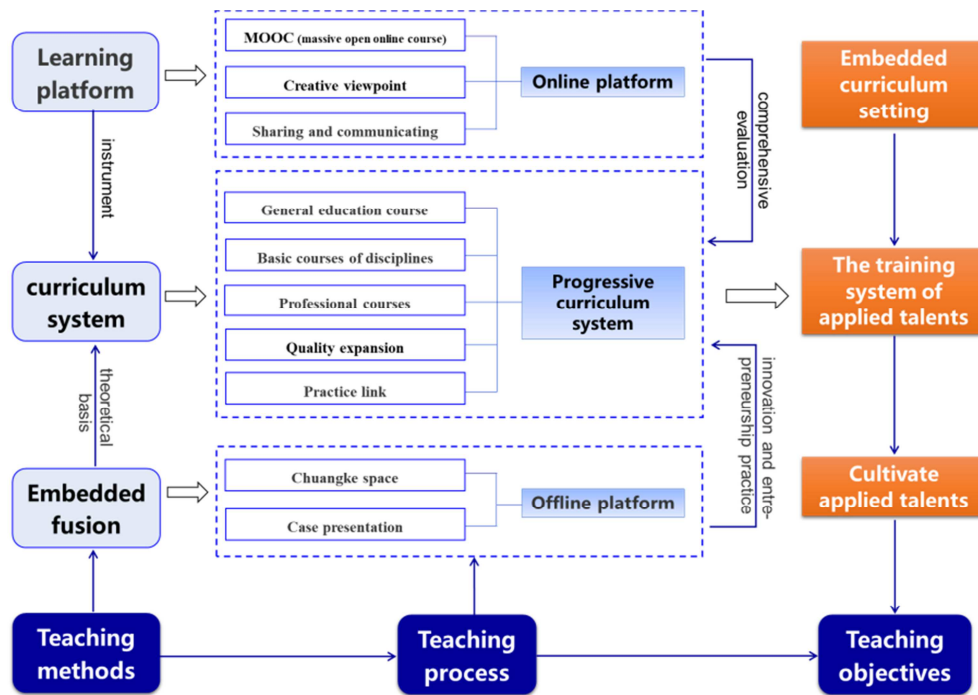 Learning
platform
MOOC (massive open online course)
Creative viewpoint
Sharing and communicating
Online platform
Embedded
curriculum
setting
instrument
comprehensive
evaluation
General education course
Basic courses of disciplines
Professional courses
Quality expansion
Practice link
curriculum
system
Progressive
curriculum
system
The training
system of
applied talents
theoretical
basis
innovation and entre-
preneurship practice
Embedded
fusion
Chuangke space
Case presentation
Offline platform
Cultivate
applied talents
Teaching
methods
Teaching
process
Teaching
objectives